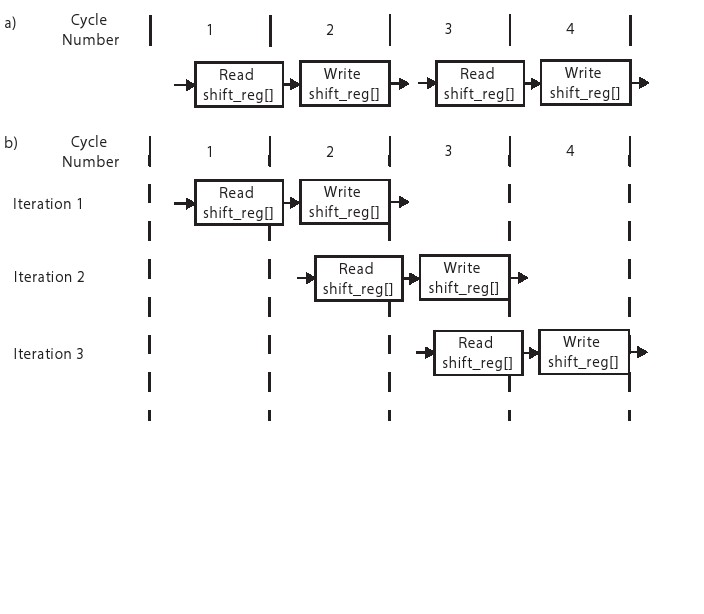 a) Cycle Number 1 2 3 4
Read shift_reg[] Write shift_reg[] Read shift_reg[] Write shift_reg[]
b) Cycle Number 1 2 3 4
Iteration 1 Read shift_reg[] Write shift_reg[]
Iteration 2 Read shift_reg[] Write shift_reg[]
Iteration 3 Read shift_reg[] Write shift_reg[]